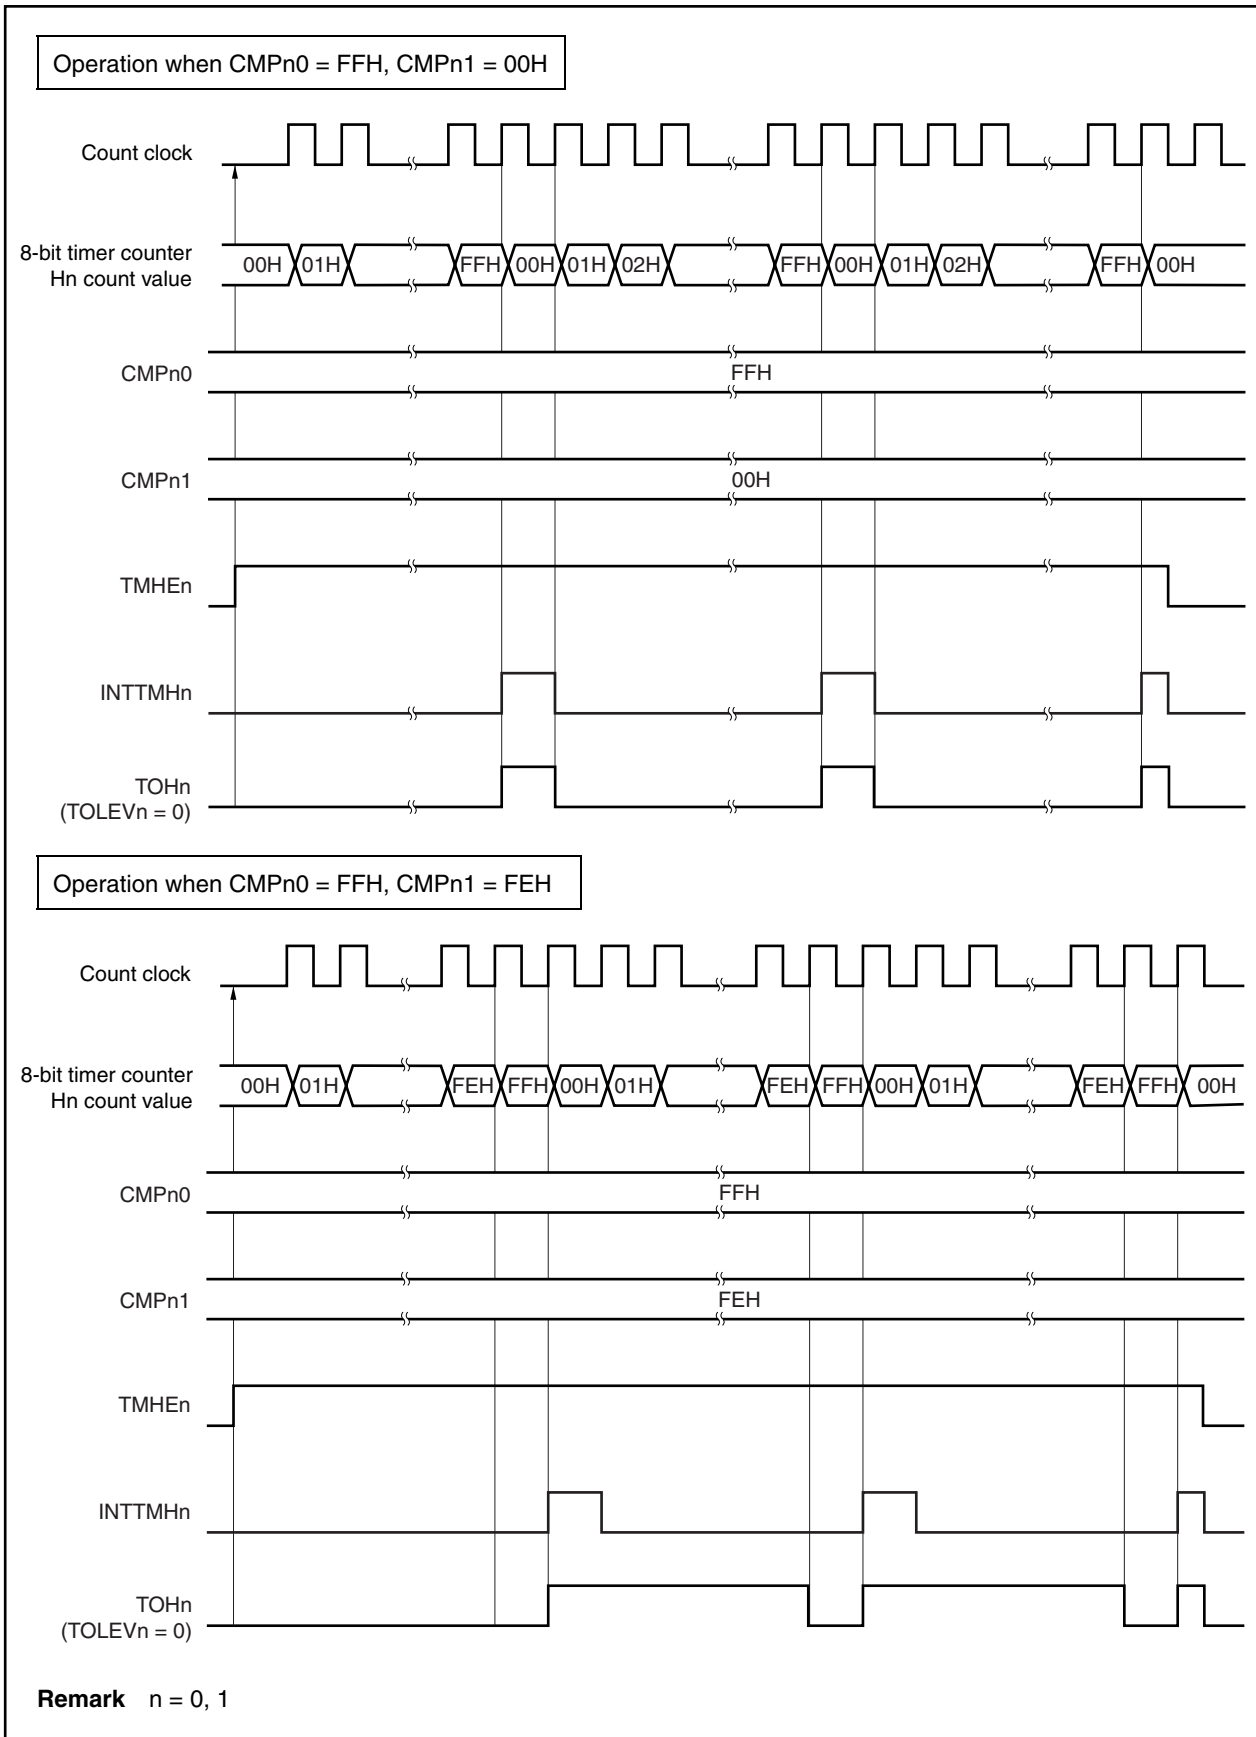 Operation when CMPn0 = FFH, CMPn1 = 00H
Count clock
8-bit timer counter
Hn count value
00H 01H FFH 00H 01H 02H FFH 00H 01H 02H FFH 00H
CMPn0
FFH
CMPn1
00H
TMHEn
INTTMHn
TOHn
(TOLEVn = 0)
Operation when CMPn0 = FFH, CMPn1 = FEH
Count clock
8-bit timer counter
Hn count value
00H 01H FEH FFH 00H 01H FEH FFH 00H 01H FEH FFH 00H
CMPn0
FFH
CMPn1
FEH
TMHEn
INTTMHn
TOHn
(TOLEVn = 0)
Remark n = 0, 1